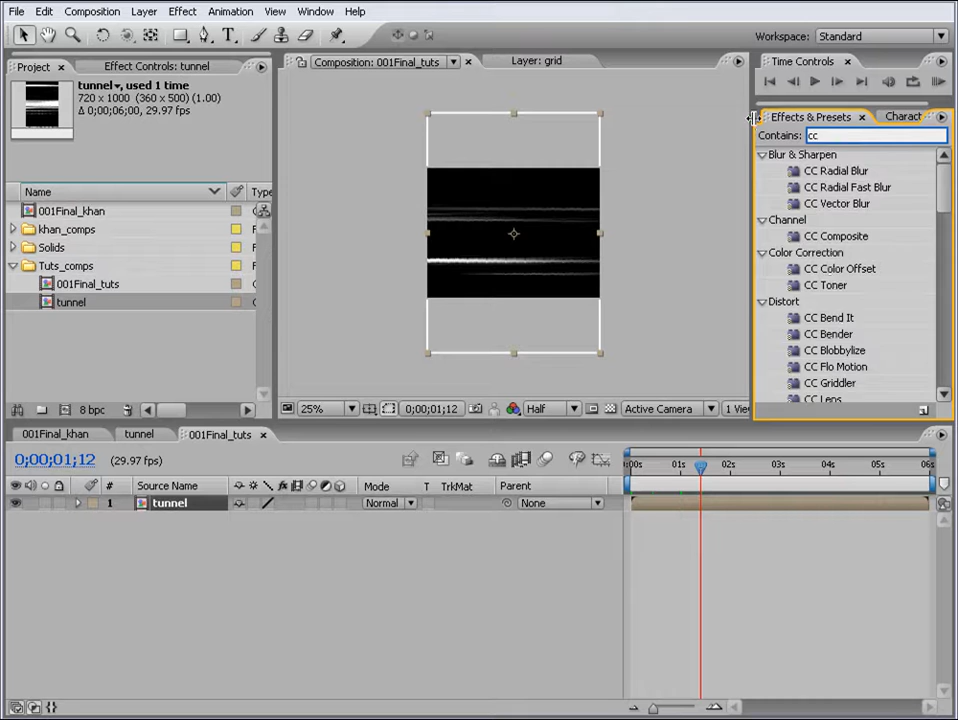 File Edit Composition Layer Effect Animation View Window Help
Workspace: Standard
Project Effect Controls: tunnel
tunnel, used 1 time
720 x 1000 (360 x 500) (1.00)
Δ 0;00;06;00, 29.97 fps
Name Type
001Final_khan
khan_comps F
Solids F
Tuts_comps F
001Final_tuts C
tunnel C
8 bpc
Composition: 001Final_tuts Layer: grid
25% 0;00;01;12 Half Active Camera 1 Vie
Time Controls
Effects & Presets Charact
Contains: cc
Blur & Sharpen
CC Radial Blur
CC Radial Fast Blur
CC Vector Blur
Channel
CC Composite
Color Correction
CC Color Offset
CC Toner
Distort
CC Bend It
CC Bender
CC Blobbylize
CC Flo Motion
CC Griddler
CC Lens
001Final_khan tunnel 001Final_tuts
0;00;01;12 (29.97 fps)
:00s 01s 02s 03s 04s 05s 06s
# Source Name Mode T TrkMat Parent
1 tunnel Normal None